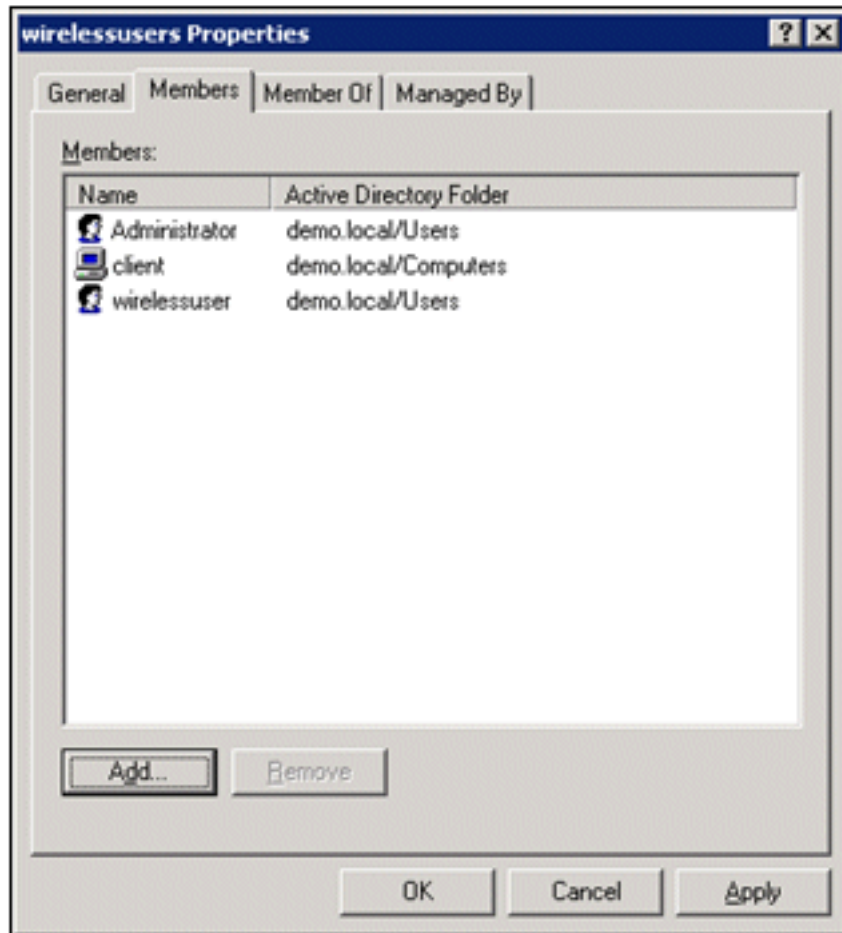 wirelessusers Properties
General Members Member Of Managed By
Members:
Name Active Directory Folder
Administrator demo.local/Users
client demo.local/Computers
wirelessuser demo.local/Users
Add... Remove
OK Cancel Apply